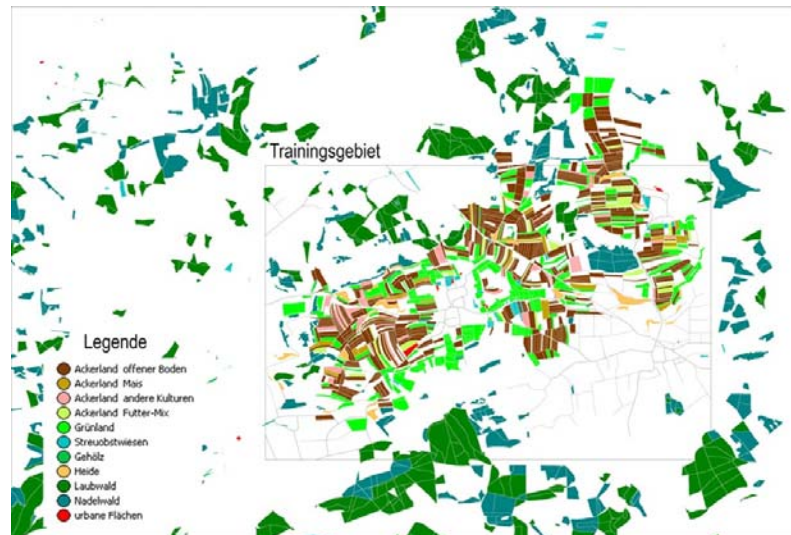 Trainingsgebiet
Legende
Ackerland offener Boden
Ackerland Mais
Ackerland andere Kulturen
Ackerland Futter-Mix
Grünland
Streuobstwiesen
Gehölz
Heide
Laubwald
Nadelwald
urbane Flächen